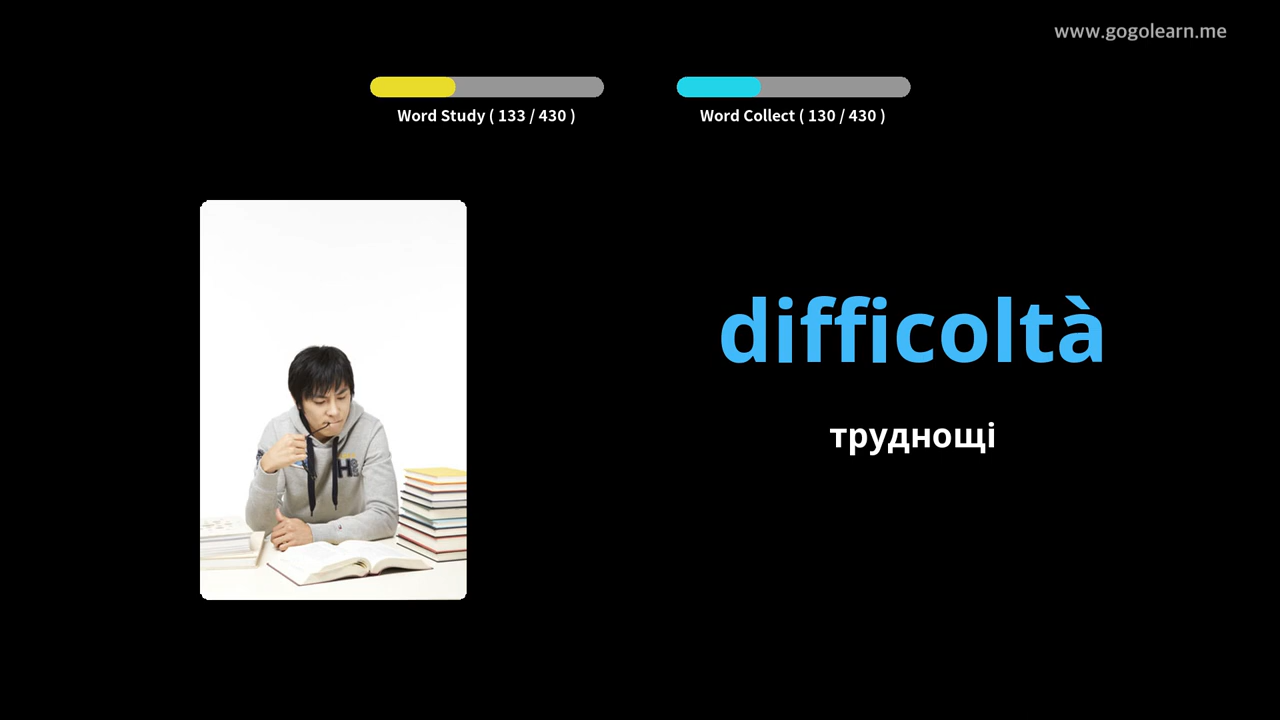 www.gogolearn.me
Word Study ( 133 / 430 )
Word Collect ( 130 / 430 )
difficoltà
труднощі
H